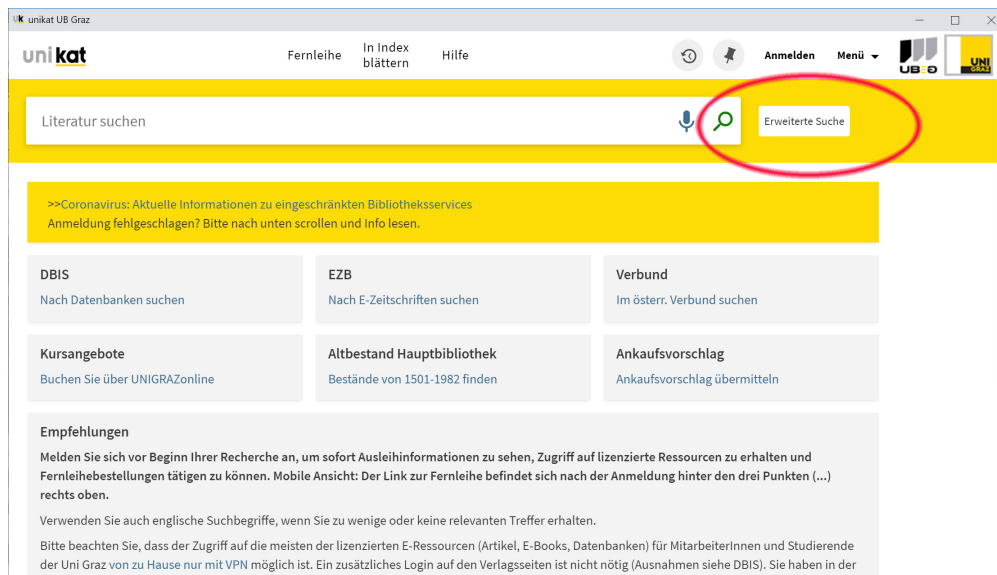 UK unikat UB Graz
uni kat
Fernleihe
In Index
blättern
Hilfe
Anmelden
Menü
UB:G
UNI
GRAZ
Literatur suchen
Erweiterte Suche
>>Coronavirus: Aktuelle Informationen zu eingeschränkten Bibliotheksservices
Anmeldung fehlgeschlagen? Bitte nach unten scrollen und Info lesen.
DBIS
Nach Datenbanken suchen
EZB
Nach E-Zeitschriften suchen
Verbund
Im österr. Verbund suchen
Kursangebote
Buchen Sie über UNIGRAZonline
Altbestand Hauptbibliothek
Bestände von 1501-1982 finden
Ankaufsvorschlag
Ankaufsvorschlag übermitteln
Empfehlungen
Melden Sie sich vor Beginn Ihrer Recherche an, um sofort Ausleihinformationen zu sehen, Zugriff auf lizenzierte Ressourcen zu erhalten und
Fernleihebestellungen tätigen zu können. Mobile Ansicht: Der Link zur Fernleihe befindet sich nach der Anmeldung hinter den drei Punkten (...)
rechts oben.
Verwenden Sie auch englische Suchbegriffe, wenn Sie zu wenige oder keine relevanten Treffer erhalten.
Bitte beachten Sie, dass der Zugriff auf die meisten der lizenzierten E-Ressourcen (Artikel, E-Books, Datenbanken) für MitarbeiterInnen und Studierende
der Uni Graz von zu Hause nur mit VPN möglich ist. Ein zusätzliches Login auf den Verlagsseiten ist nicht nötig (Ausnahmen siehe DBIS). Sie haben in der